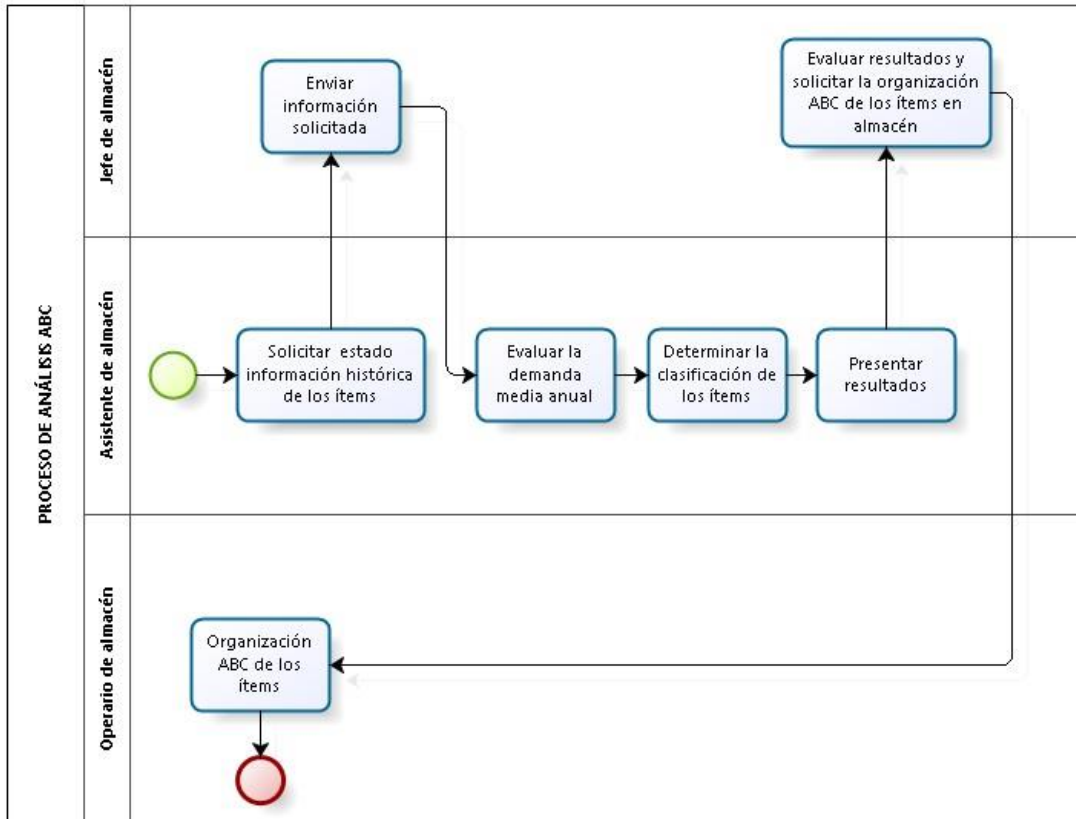 PROCESO DE ANÁLISIS ABC
Jefe de almacén
Enviar
información
solicitada
Evaluar resultados y
solicitar la organización
ABC de los ítems en
almacén
Asistente de almacén
Solicitar estado
información histórica
de los ítems
Evaluar la
demanda
media anual
Determinar la
clasificación de
los ítems
Presentar
resultados
Operario de almacén
Organización
ABC de los
ítems